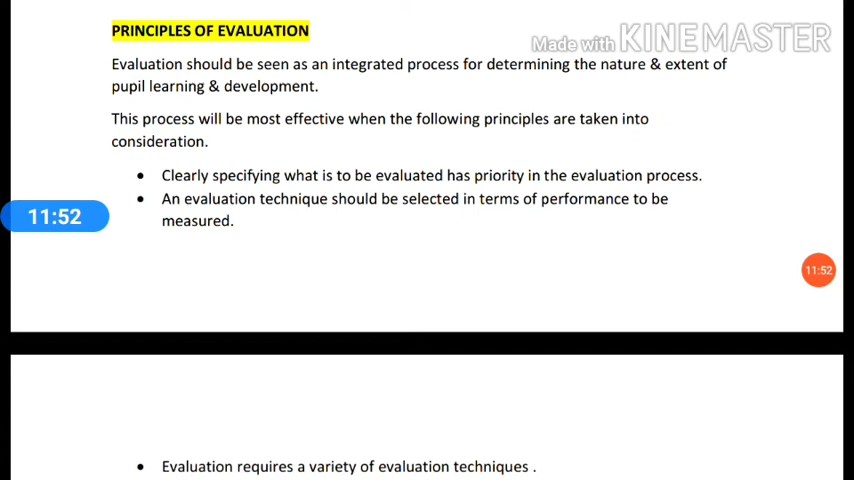 PRINCIPLES OF EVALUATION
Made with KINEMASTER
Evaluation should be seen as an integrated process for determining the nature & extent of
pupil learning & development.
This process will be most effective when the following principles are taken into
consideration.
• Clearly specifying what is to be evaluated has priority in the evaluation process.
• An evaluation technique should be selected in terms of performance to be
measured.
11:52
11:52
• Evaluation requires a variety of evaluation techniques .